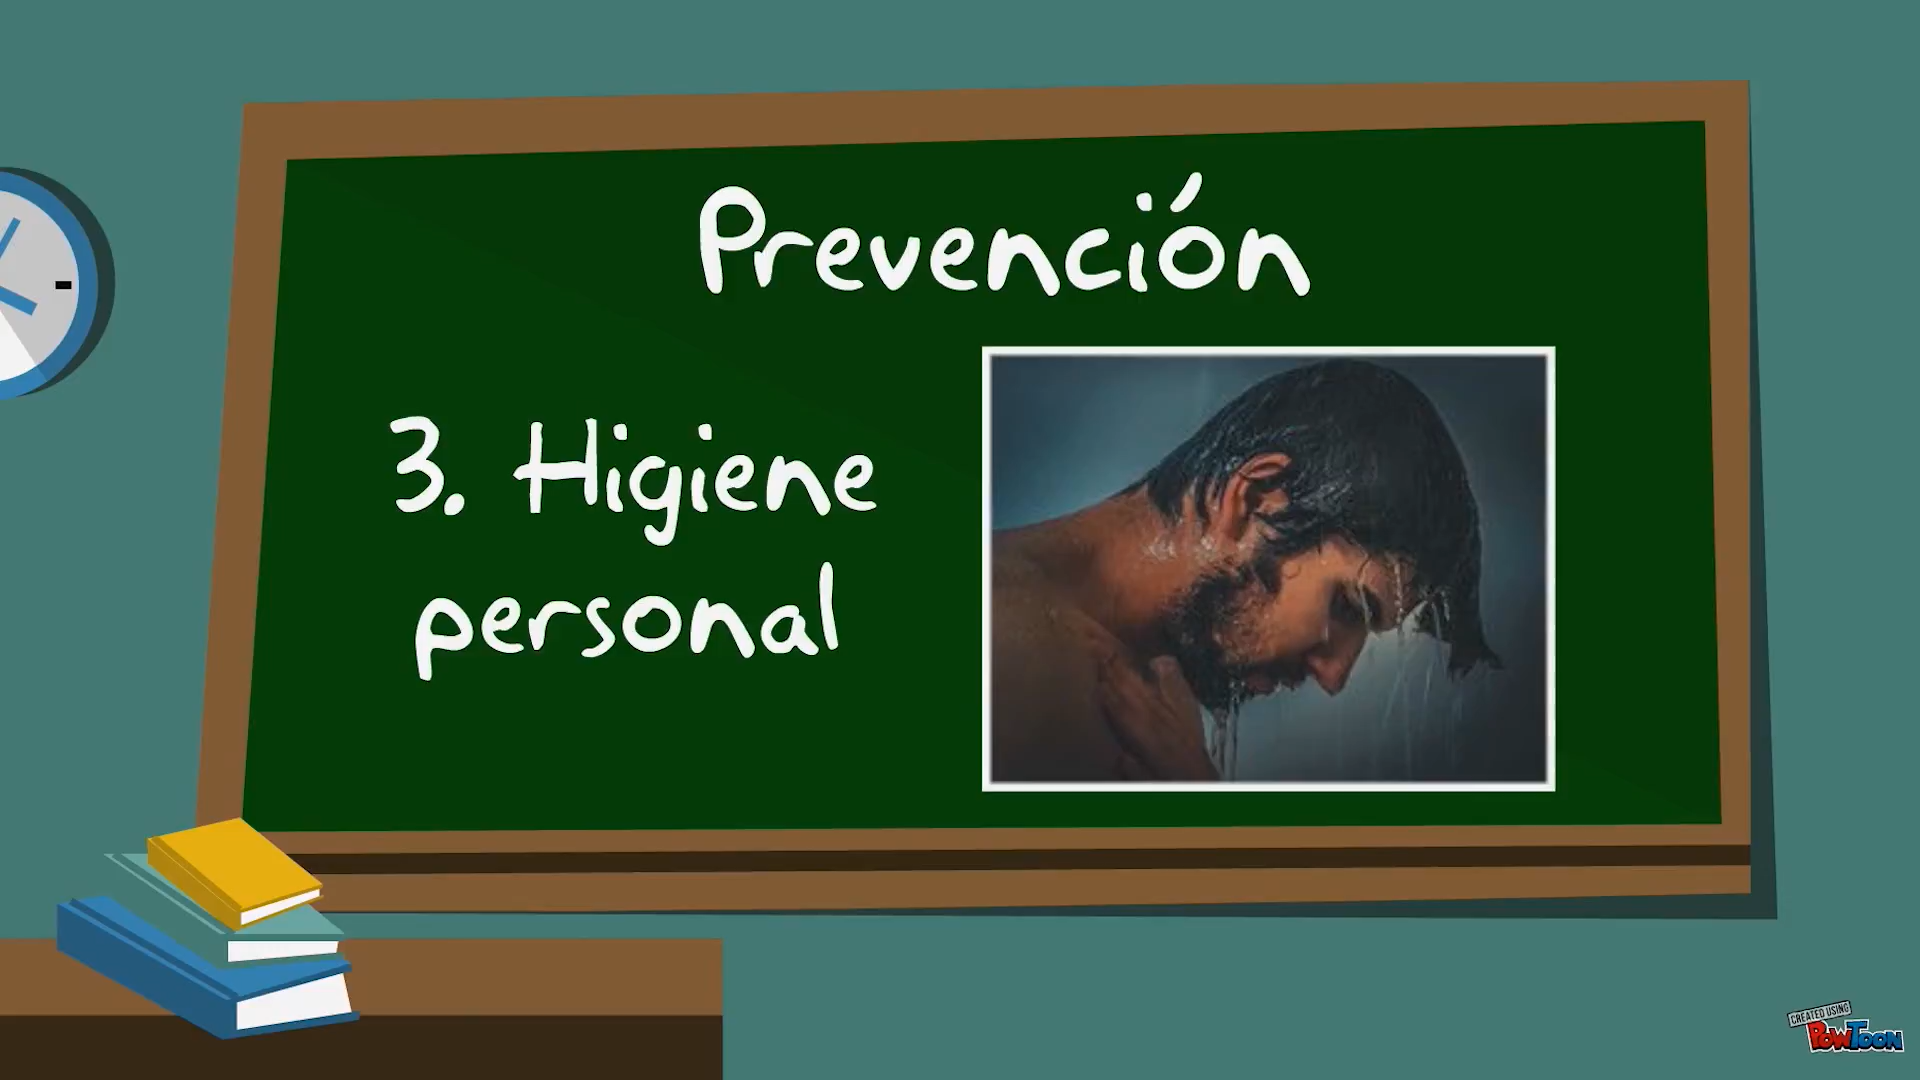 Prevención
3. Higiene
personal
CREATED USING
POWTOON